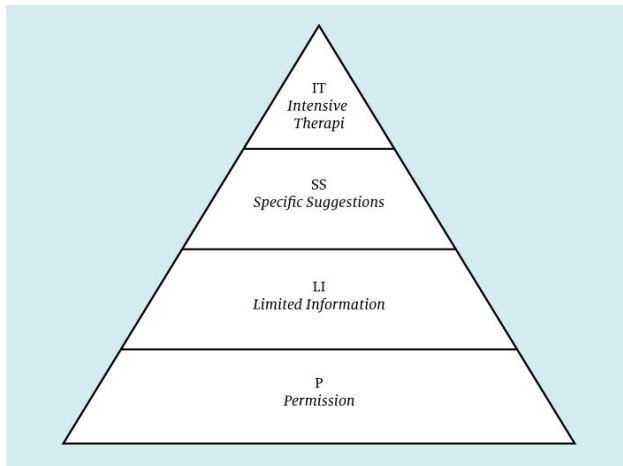 IT
Intensive
Therapi
SS
Specific Suggestions
LI
Limited Information
P
Permission